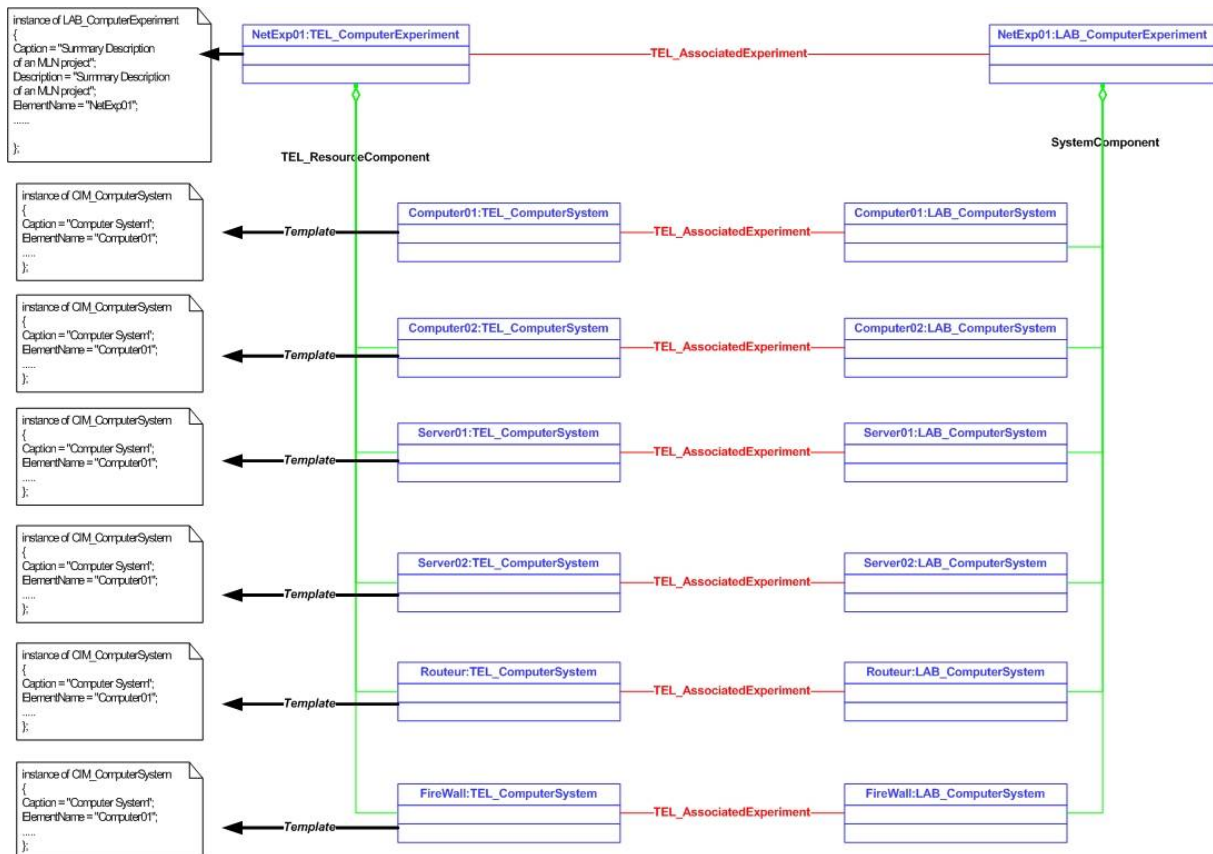 instance of LAB_ComputerExperiment
{
Caption = "Summary Description
of an MLN project";
Description = "Summary Description
of an MLN project";
ElementName = "NetExp01";
......
};
NetExp01:TEL_ComputerExperiment
TEL_AssociatedExperiment
NetExp01:LAB_ComputerExperiment
TEL_ResourceComponent
SystemComponent
instance of CIM_ComputerSystem
{
Caption = "Computer System";
ElementName = "Computer01";
.....
};
Template
Computer01:TEL_ComputerSystem
TEL_AssociatedExperiment
Computer01:LAB_ComputerSystem
instance of CIM_ComputerSystem
{
Caption = "Computer System";
ElementName = "Computer01";
.....
};
Template
Computer02:TEL_ComputerSystem
TEL_AssociatedExperiment
Computer02:LAB_ComputerSystem
instance of CIM_ComputerSystem
{
Caption = "Computer System";
ElementName = "Computer01";
.....
};
Template
Server01:TEL_ComputerSystem
TEL_AssociatedExperiment
Server01:LAB_ComputerSystem
instance of CIM_ComputerSystem
{
Caption = "Computer System";
ElementName = "Computer01";
.....
};
Template
Server02:TEL_ComputerSystem
TEL_AssociatedExperiment
Server02:LAB_ComputerSystem
instance of CIM_ComputerSystem
{
Caption = "Computer System";
ElementName = "Computer01";
.....
};
Template
Routeur:TEL_ComputerSystem
TEL_AssociatedExperiment
Routeur:LAB_ComputerSystem
instance of CIM_ComputerSystem
{
Caption = "Computer System";
ElementName = "Computer01";
.....
};
Template
FireWall:TEL_ComputerSystem
TEL_AssociatedExperiment
FireWall:LAB_ComputerSystem